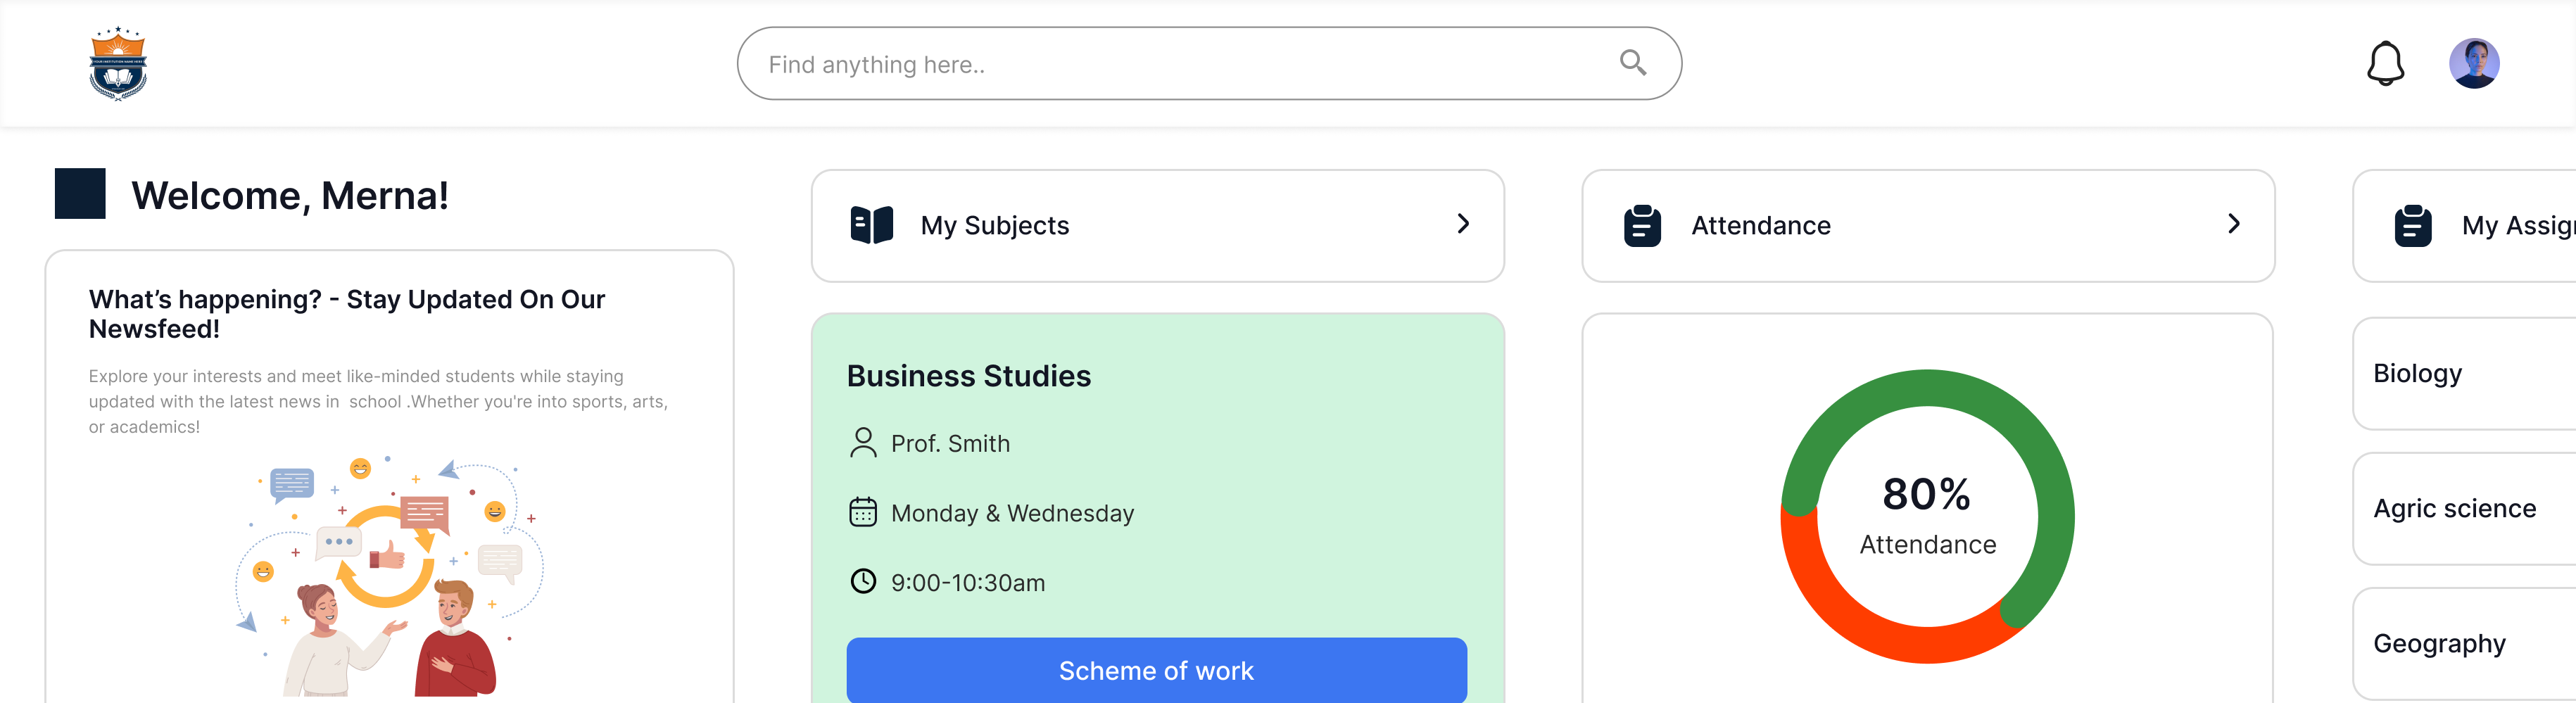 Find anything here..
Welcome, Merna!
What’s happening? - Stay Updated On Our
Newsfeed!
Explore your interests and meet like-minded students while staying
updated with the latest news in  school .Whether you're into sports, arts,
or academics!
My Subjects
Business Studies
Prof. Smith
Monday & Wednesday
9:00-10:30am
Scheme of work
Attendance
80%
Attendance
My Assig
Biology
Agric science
Geography